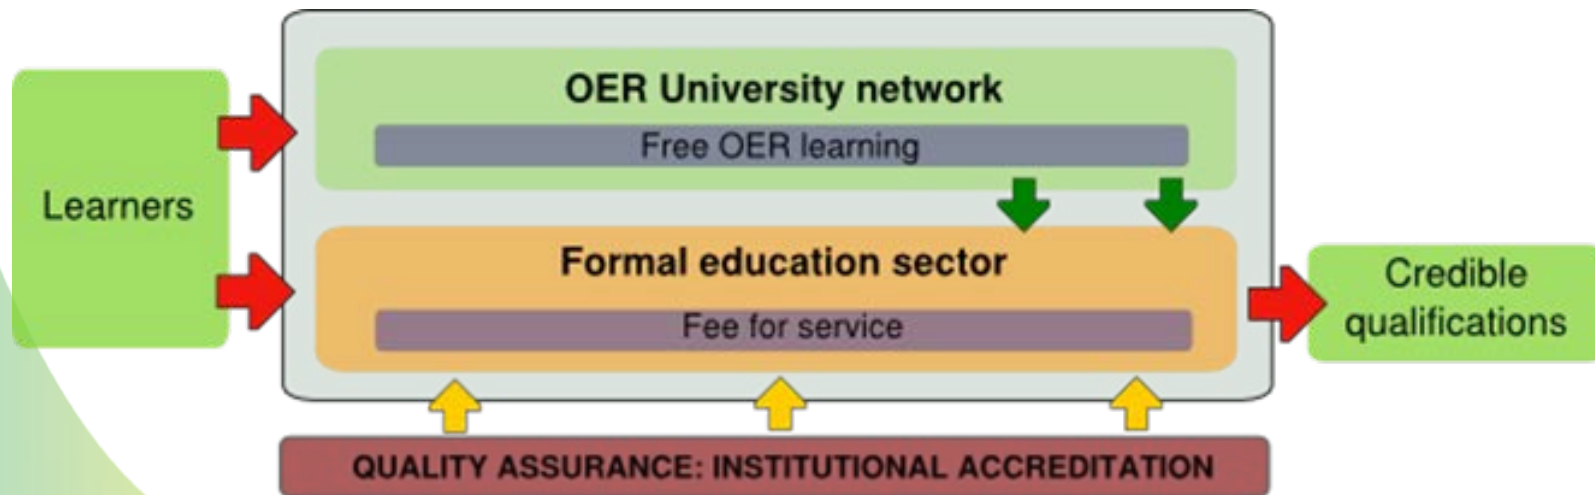 OER University network
Free OER learning
Learners
Formal education sector
Fee for service
Credible
qualifications
QUALITY ASSURANCE: INSTITUTIONAL ACCREDITATION